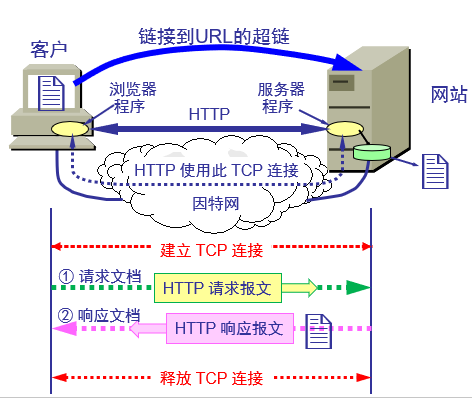 链接到URL的超链
客户
浏览器
程序
服务器
程序
网站
HTTP
HTTP 使用此 TCP 连接
因特网
建立 TCP 连接
① 请求文档
HTTP 请求报文
② 响应文档
HTTP 响应报文
释放 TCP 连接